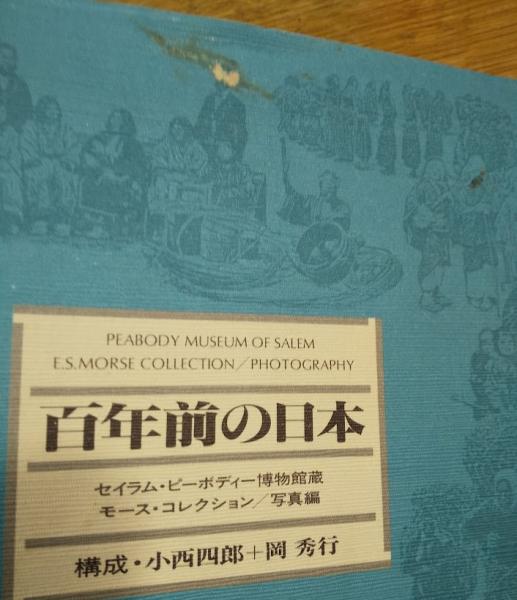 PEABODY MUSEUM OF SALEM
E.S.MORSE COLLECTION/PHOTOGRAPHY
百年前の日本
セイラム・ピーボディー博物館蔵
モース・コレクション/写真編
構成・小西四郎+岡 秀行